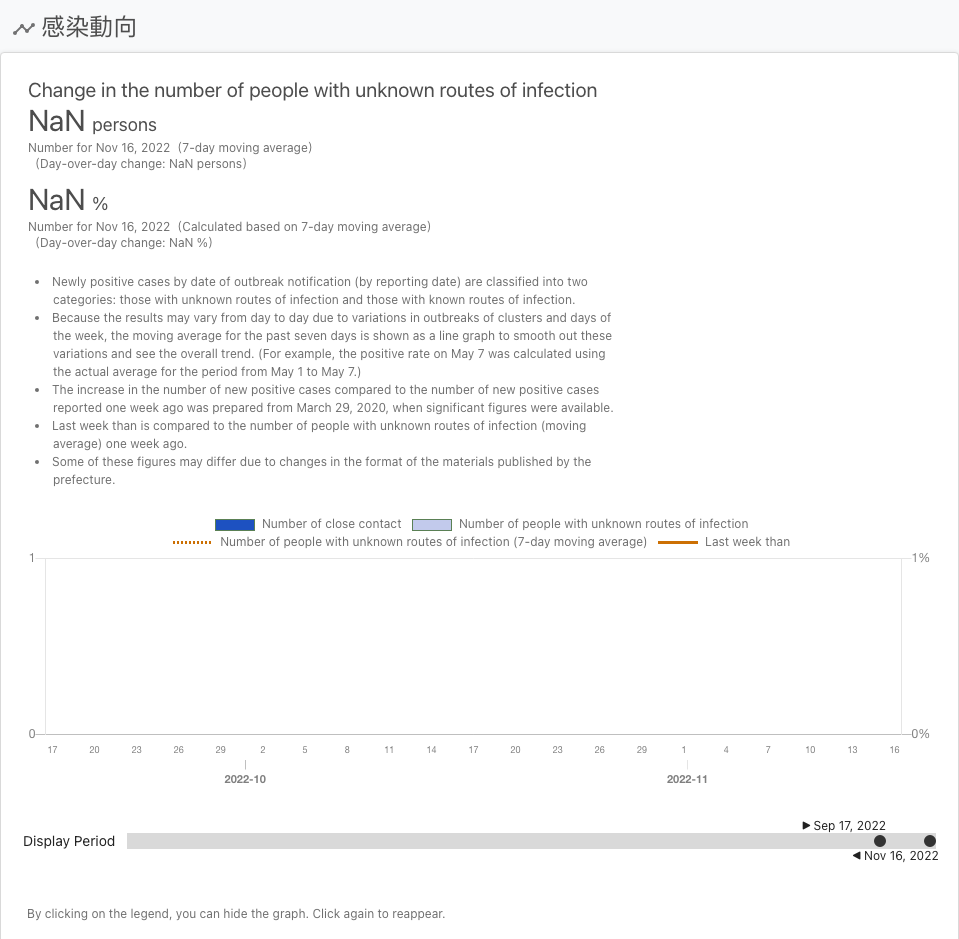 感染動向
Change in the number of people with unknown routes of infection
NaN persons
Number for Nov 16, 2022 (7-day moving average)
(Day-over-day change: NaN persons)
NaN %
Number for Nov 16, 2022 (Calculated based on 7-day moving average)
(Day-over-day change: NaN %)
• Newly positive cases by date of outbreak notification (by reporting date) are classified into two
categories: those with unknown routes of infection and those with known routes of infection.
• Because the results may vary from day to day due to variations in outbreaks of clusters and days of
the week, the moving average for the past seven days is shown as a line graph to smooth out these
variations and see the overall trend. (For example, the positive rate on May 7 was calculated using
the actual average for the period from May 1 to May 7.)
• The increase in the number of new positive cases compared to the number of new positive cases
reported one week ago was prepared from March 29, 2020, when significant figures were available.
• Last week than is compared to the number of people with unknown routes of infection (moving
average) one week ago.
• Some of these figures may differ due to changes in the format of the materials published by the
prefecture.
Number of close contact Number of people with unknown routes of infection
Number of people with unknown routes of infection (7-day moving average) Last week than
1 1%
0 0%
17 20 23 26 29 2 5 8 11 14 17 20 23 26 29 1 4 7 10 13 16
2022-10 2022-11
▶ Sep 17, 2022
Display Period
◀ Nov 16, 2022
By clicking on the legend, you can hide the graph. Click again to reappear.